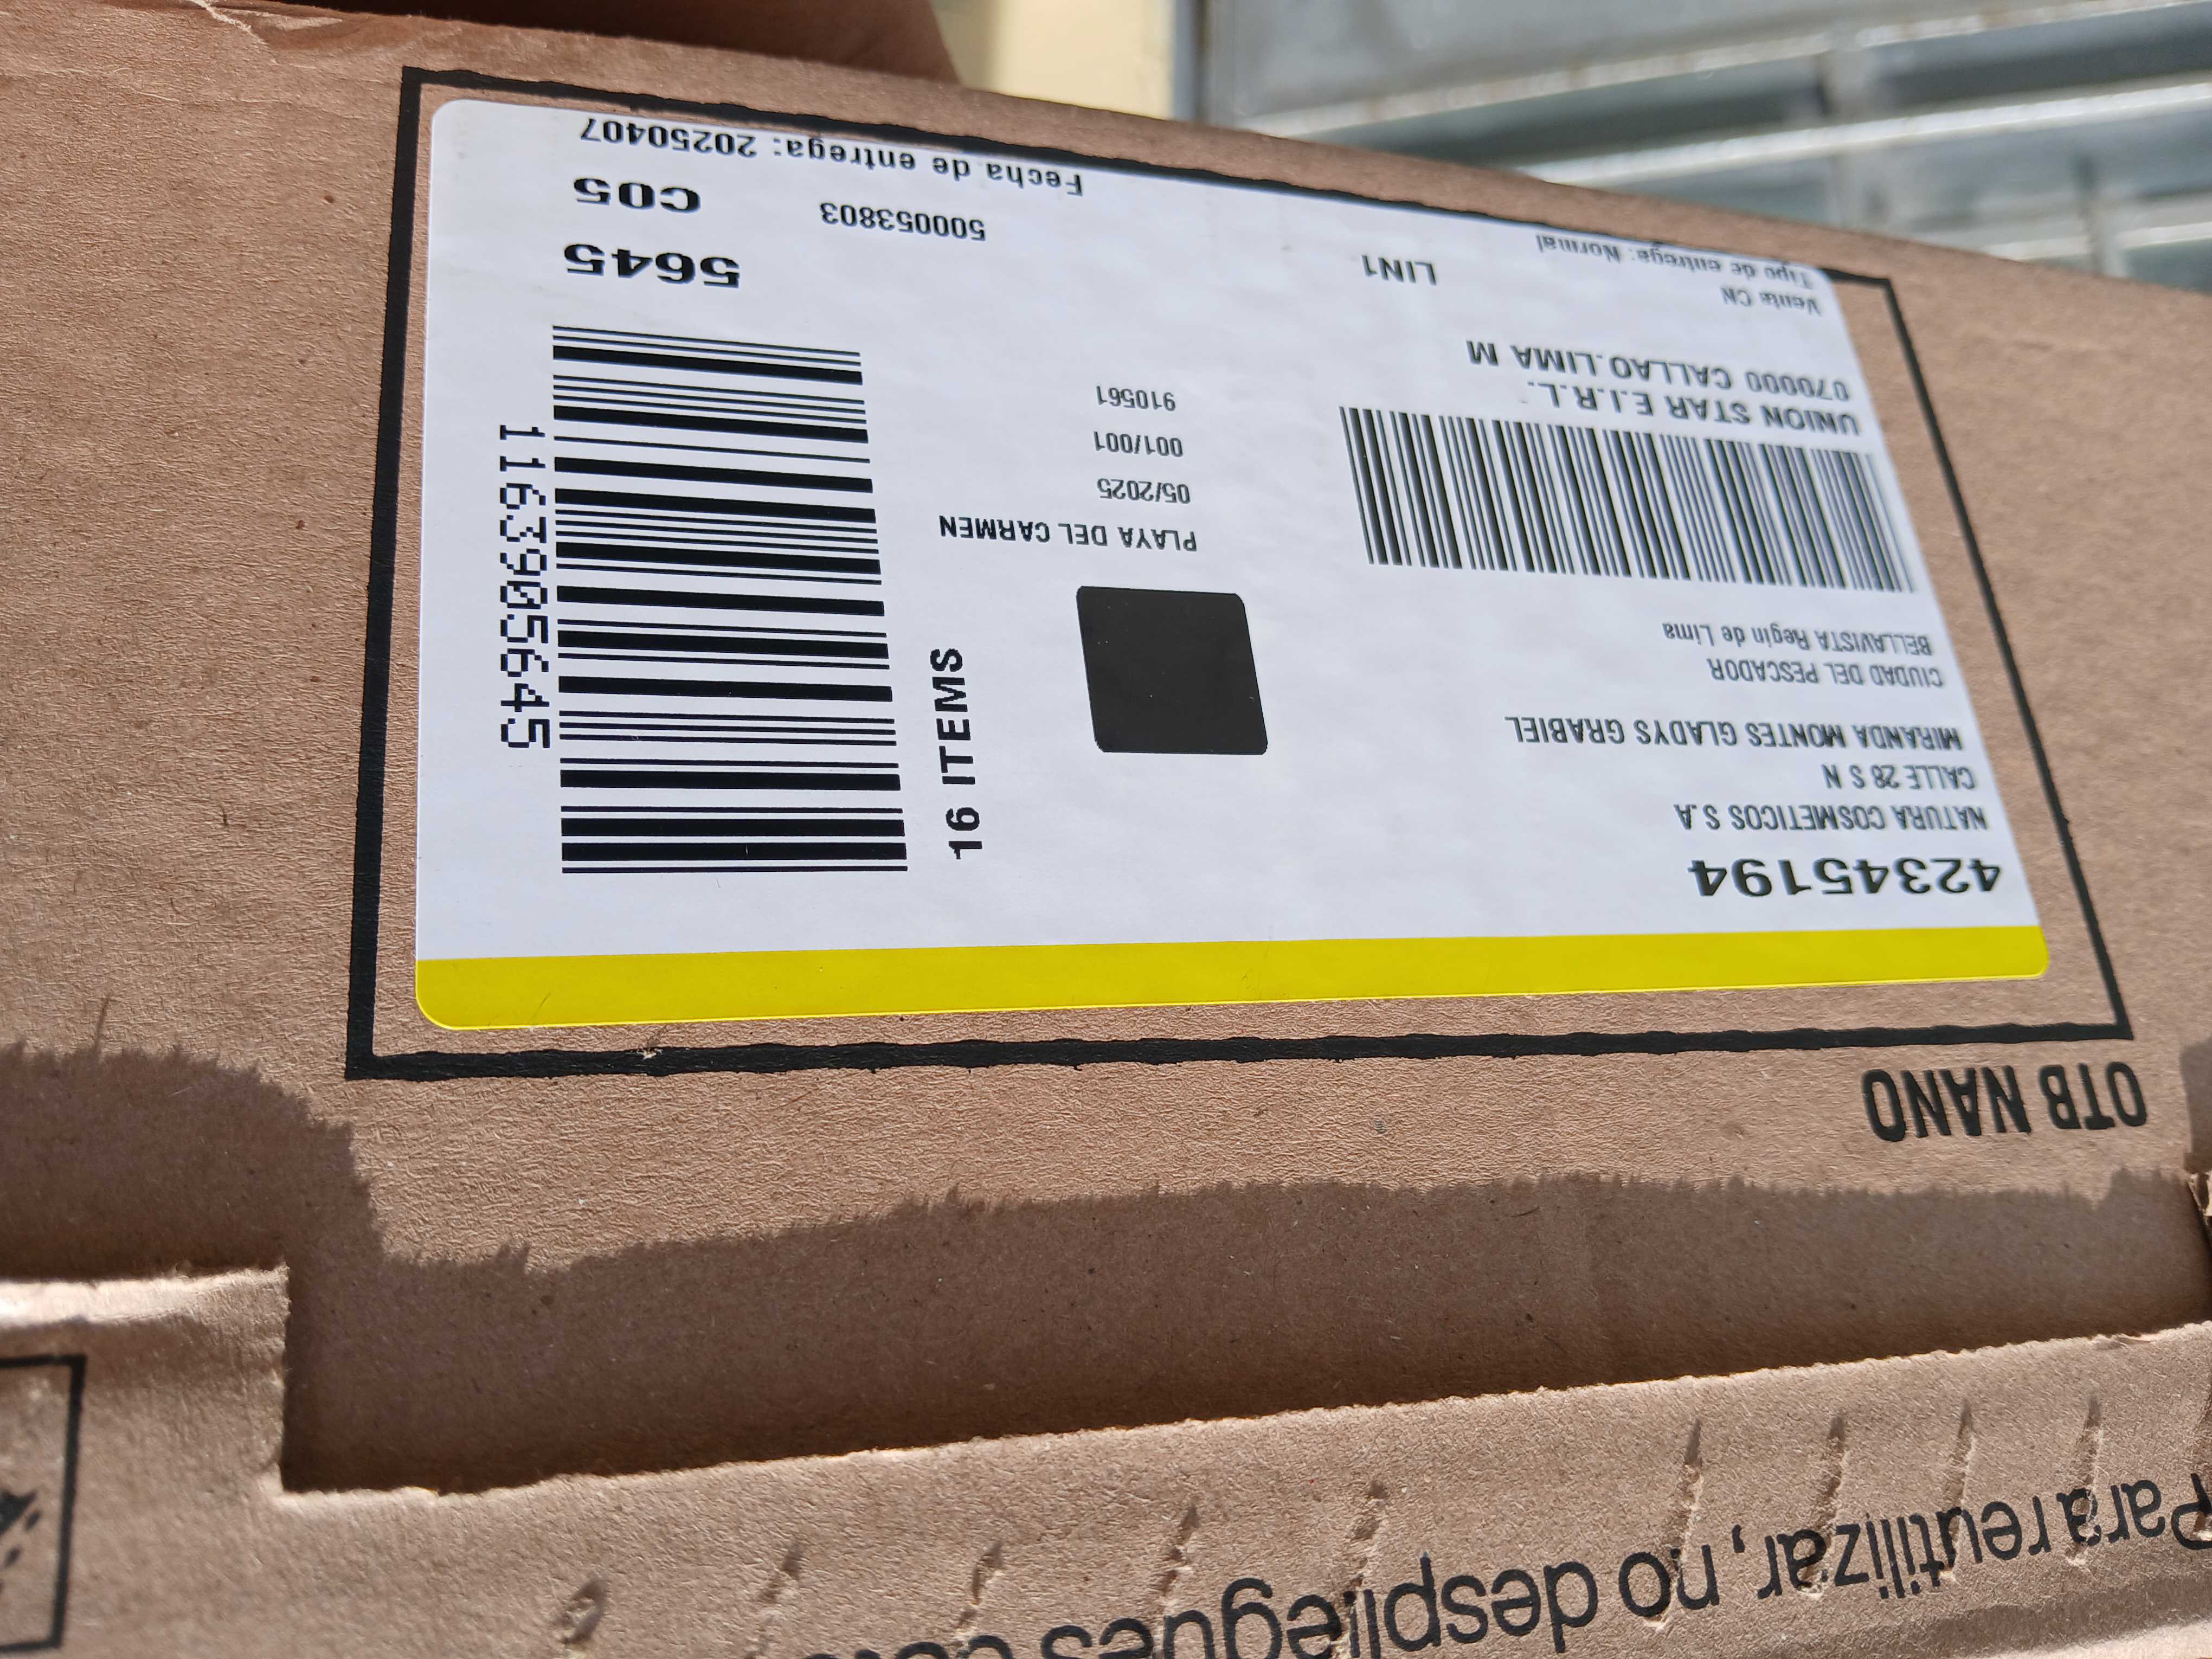 Para reutilizar, no despliegues
OTB NANO
42345194
NATURA COSMETICOS S.A
CALLE 28 S N
MIRANDA MONTES GLADYS GRABIEL
CIUDAD DEL PESCADOR
BELLAVISTA Regin de Lima
UNION STAR E.I.R.L.
070000 CALLAO.LIMA M
Venta CN
Tipo de entrega: Normal
LIN1
PLAYA DEL CARMEN
05/2025
001/001
910561
16 ITEMS
1163905645
5645
C05
500053803
Fecha de entrega: 20250407